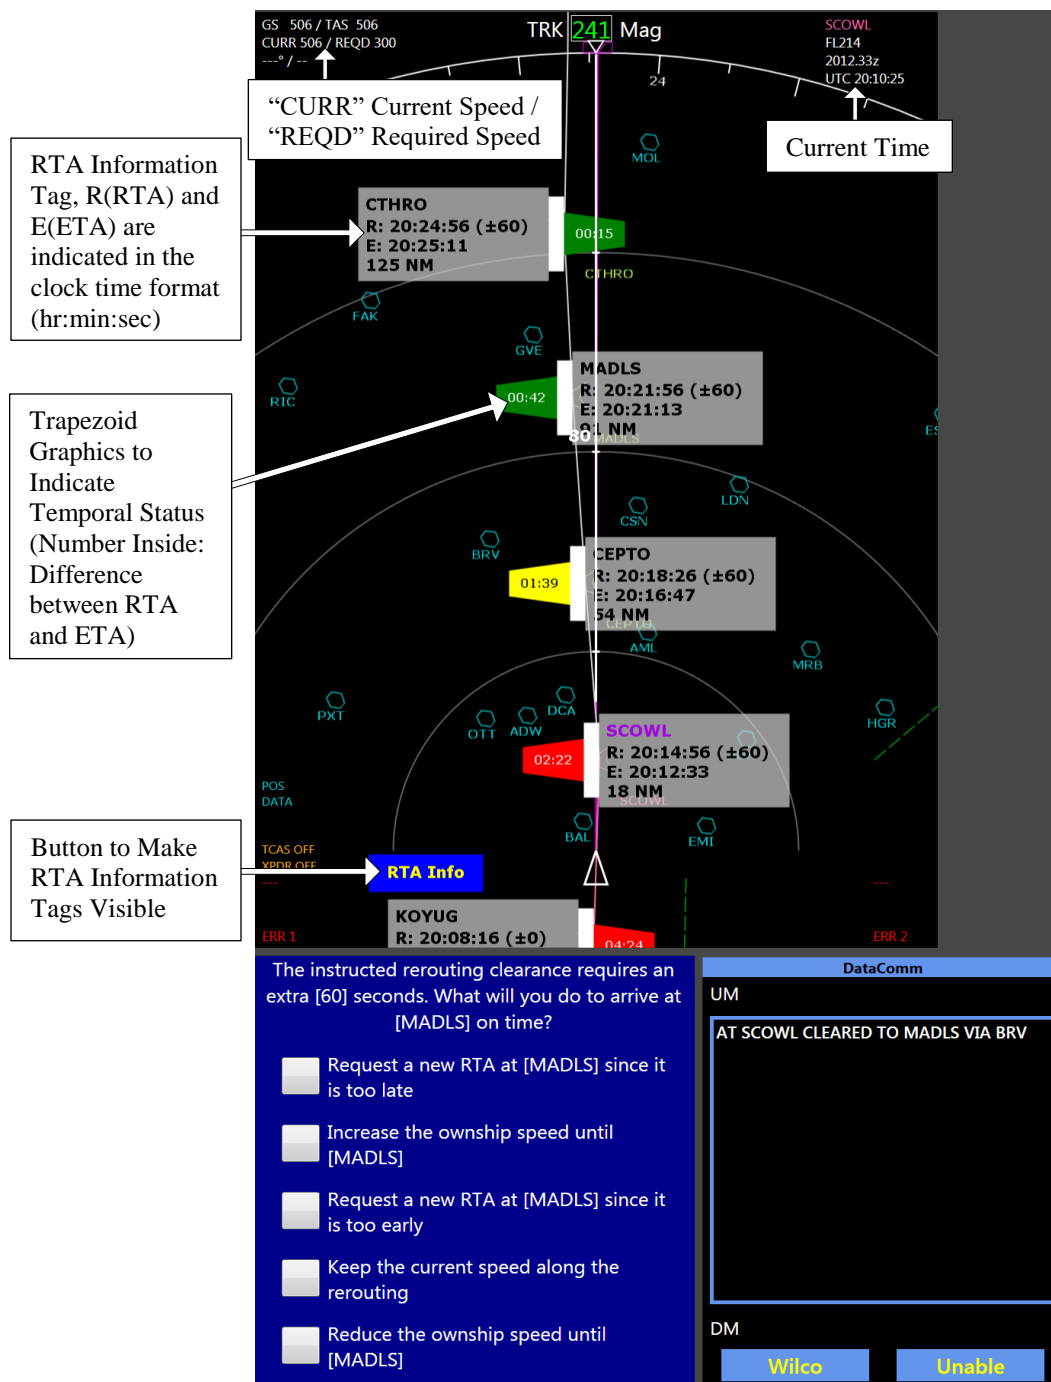 GS 506 / TAS 506
CURR 506 / REQD 300
---° / --
TRK 241 Mag
SCOWL
FL214
2012.33z
UTC 20:10:25
24
“CURR” Current Speed /
“REQD” Required Speed
Current Time
RTA Information
Tag, R(RTA) and
E(ETA) are
indicated in the
clock time format
(hr:min:sec)
MOL
CTHRO
R: 20:24:56 (±60)
E: 20:25:11
125 NM
00:15
CTHRO
FAK
GVE
RIC
MADLS
R: 20:21:56 (±60)
E: 20:21:13
91 NM
00:42
80
MADLS
ES
Trapezoid
Graphics to
Indicate
Temporal Status
(Number Inside:
Difference
between RTA
and ETA)
LDN
CSN
BRV
CEPTO
R: 20:18:26 (±60)
E: 20:16:47
54 NM
01:39
CEPTO
AML
MRB
PXT
OTT
ADW
DCA
HGR
SCOWL
R: 20:14:56 (±60)
E: 20:12:33
18 NM
02:22
SCOWL
POS
DATA
BAL
EMI
TCAS OFF
XPDR OFF
---
---
Button to Make
RTA Information
Tags Visible
RTA Info
KOYUG
R: 20:08:16 (±0)
04:24
ERR 1
ERR 2
The instructed rerouting clearance requires an
extra [60] seconds. What will you do to arrive at
[MADLS] on time?
Request a new RTA at [MADLS] since it
is too late
Increase the ownship speed until
[MADLS]
Request a new RTA at [MADLS] since it
is too early
Keep the current speed along the
rerouting
Reduce the ownship speed until
[MADLS]
DataComm
UM
AT SCOWL CLEARED TO MADLS VIA BRV
DM
Wilco
Unable